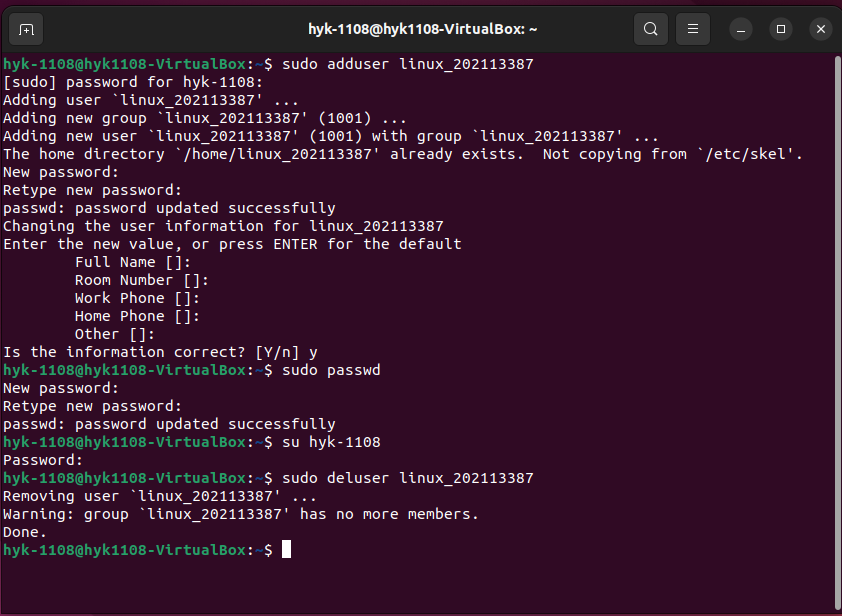 hyk-1108@hyk1108-VirtualBox: ~
hyk-1108@hyk1108-VirtualBox:~$ sudo adduser linux_202113387
[sudo] password for hyk-1108:
Adding user `linux_202113387' ...
Adding new group `linux_202113387' (1001) ...
Adding new user `linux_202113387' (1001) with group `linux_202113387' ...
The home directory `/home/linux_202113387' already exists.  Not copying from `/etc/skel'.
New password:
Retype new password:
passwd: password updated successfully
Changing the user information for linux_202113387
Enter the new value, or press ENTER for the default
        Full Name []:
        Room Number []:
        Work Phone []:
        Home Phone []:
        Other []:
Is the information correct? [Y/n] y
hyk-1108@hyk1108-VirtualBox:~$ sudo passwd
New password:
Retype new password:
passwd: password updated successfully
hyk-1108@hyk1108-VirtualBox:~$ su hyk-1108
Password:
hyk-1108@hyk1108-VirtualBox:~$ sudo deluser linux_202113387
Removing user `linux_202113387' ...
Warning: group `linux_202113387' has no more members.
Done.
hyk-1108@hyk1108-VirtualBox:~$